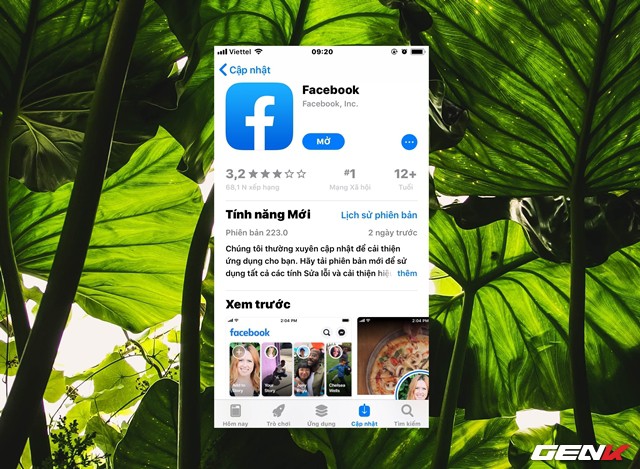 Viettel 09:20
Cập nhật
Facebook
Facebook, Inc.
MỞ
3,2 #1 12+
68,1 N xếp hạng Mạng Xã hội Tuổi
Tính năng Mới Lịch sử phiên bản
Phiên bản 223.0 2 ngày trước
Chúng tôi thường xuyên cập nhật để cải thiện
ứng dụng cho bạn. Hãy tải phiên bản mới để sử
dụng tất cả các tính Sửa lỗi và cải thiện hiệ thêm
Xem trước
2:04 PM 2:04 PM
facebook
Add to Your Chelsea
Story Story Wells
Hôm nay Trò chơi Ứng dụng Cập nhật Tìm kiếm
GENK